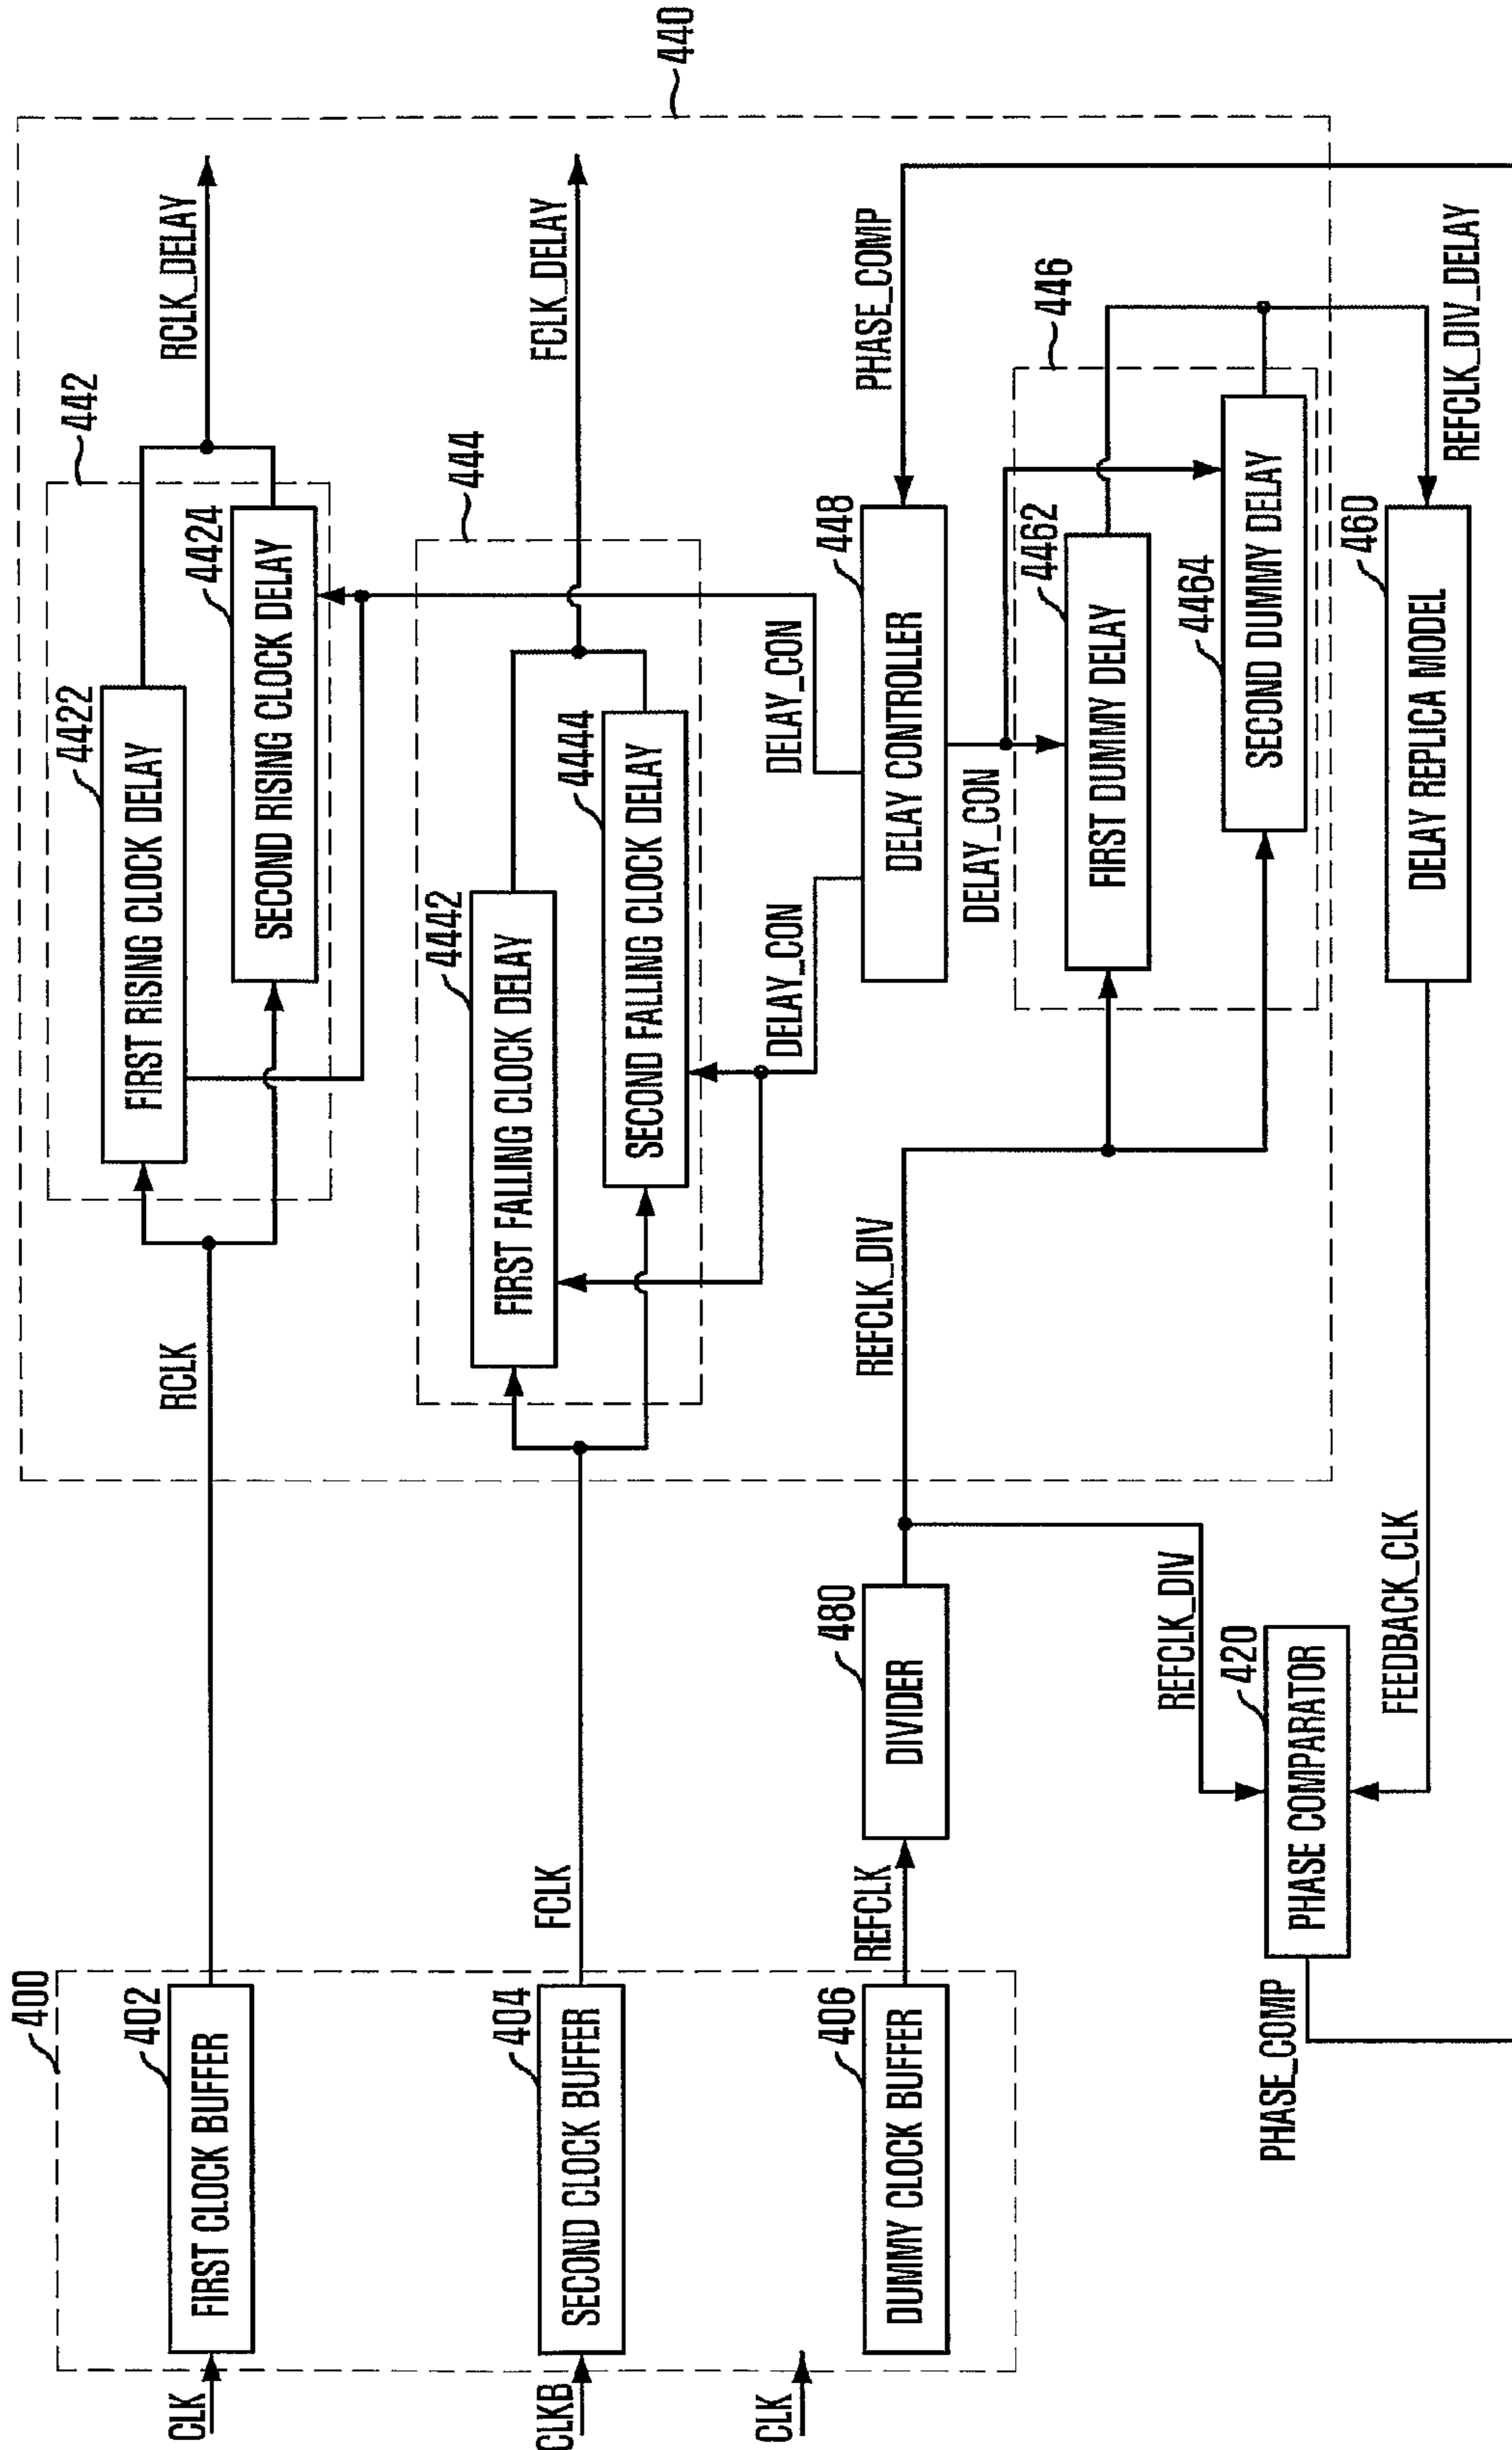 400
CLK
402
FIRST CLOCK BUFFER
CLKB
404
SECOND CLOCK BUFFER
CLK
406
DUMMY CLOCK BUFFER
RCLK
FCLK
REFCLK
480
DIVIDER
REFCLK_DIV
REFCLK_DIV
420
PHASE COMPARATOR
PHASE_COMP
FEEDBACK_CLK
440
442
4422
FIRST RISING CLOCK DELAY
4424
SECOND RISING CLOCK DELAY
RCLK_DELAY
444
4442
FIRST FALLING CLOCK DELAY
4444
SECOND FALLING CLOCK DELAY
FCLK_DELAY
DELAY_CON
DELAY_CON
448
DELAY CONTROLLER
PHASE_COMP
DELAY_CON
446
4462
FIRST DUMMY DELAY
4464
SECOND DUMMY DELAY
460
DELAY REPLICA MODEL
REFCLK_DIV_DELAY